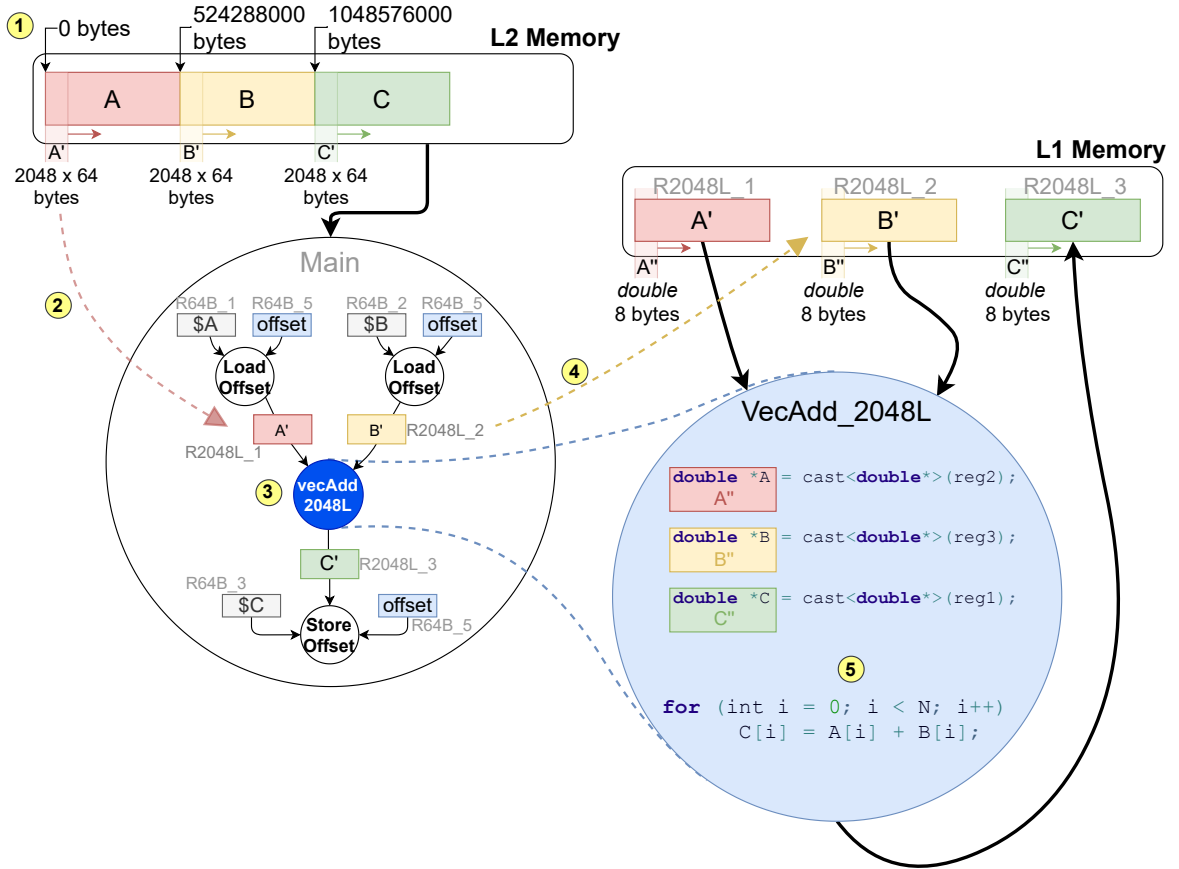 1
0 bytes
524288000
bytes
1048576000
bytes
L2 Memory
A
B
C
A'
B'
C'
2048 x 64
bytes
2048 x 64
bytes
2048 x 64
bytes
L1 Memory
R2048L_1
R2048L_2
R2048L_3
A'
B'
C'
A"
B"
C"
double
8 bytes
double
8 bytes
double
8 bytes
Main
2
R64B_1
R64B_5
R64B_2
R64B_5
$A
offset
$B
offset
Load
Offset
Load
Offset
4
A'
B'
R2048L_2
R2048L_1
3
vecAdd
2048L
C'
R2048L_3
R64B_3
$C
offset
R64B_5
Store
Offset
VecAdd_2048L
double *A = cast<double*>(reg2);
A"
double *B = cast<double*>(reg3);
B"
double *C = cast<double*>(reg1);
C"
5
for (int i = 0; i < N; i++)
C[i] = A[i] + B[i];